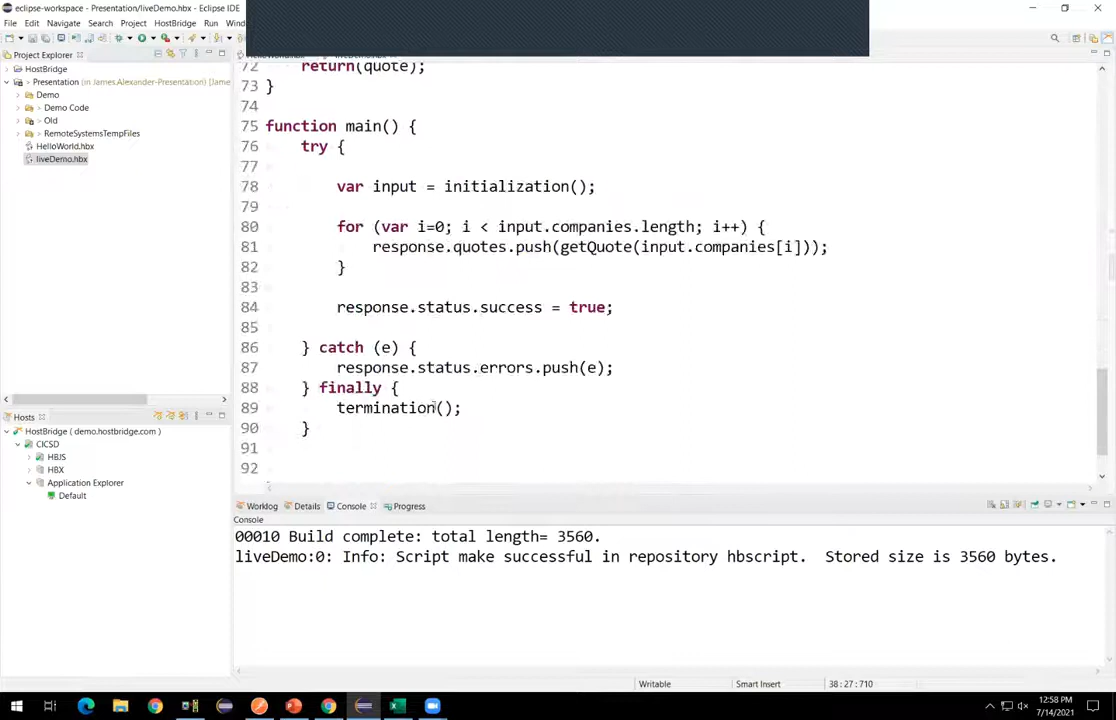 eclipse-workspace - Presentation/liveDemo.hbx - Eclipse IDE
File Edit Navigate Search Project HostBridge Run
Project Explorer
HostBridge
> Presentation (in James.Alexander-Presentation)
Demo
> Demo Code
> Old
> RemoteSystemsTempFiles
HelloWorld.hbx
liveDemo.hbx
72 return(quote);
73 }
74
75 function main() {
76 try {
77
78 var input = initialization();
79
80 for (var i=0; i < input.companies.length; i++) {
81 response.quotes.push(getQuote(input.companies[i]));
82 }
83
84 response.status.success = true;
85
86 } catch (e) {
87 response.status.errors.push(e);
88 } finally {
89 termination();
90 }
91
92
Hosts
HostBridge ( demo.hostbridge.com )
CICSD
HBJS
HBX
Application Explorer
Default
Worklog Details Console Progress
Console
00010 Build complete: total length= 3560.
liveDemo:0: Info: Script make successful in repository hbscript. Stored size is 3560 bytes.
Writable Smart Insert 38 : 27 : 710
12:58 PM
7/14/2021